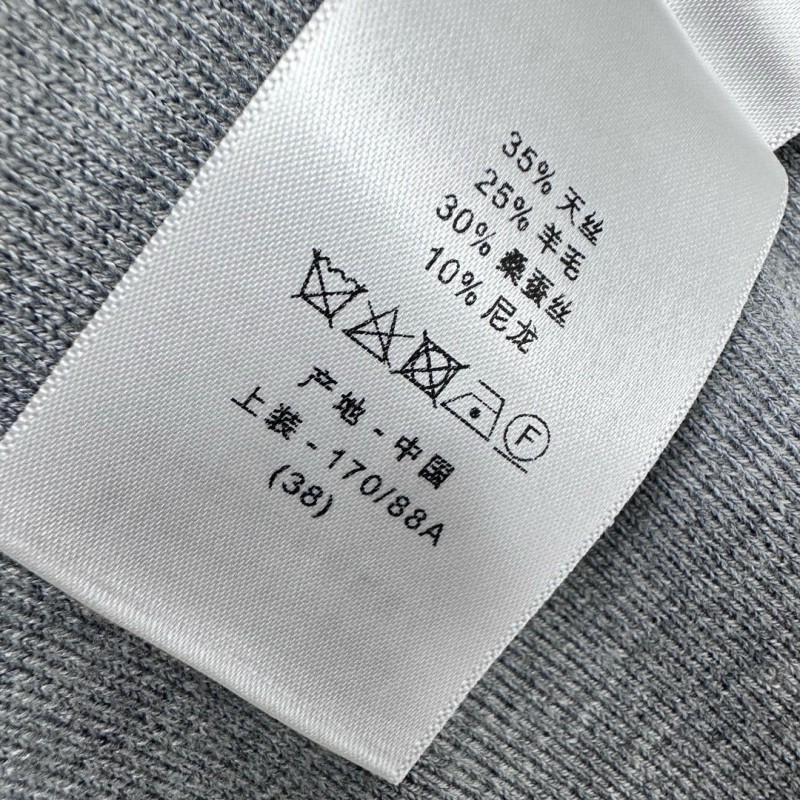 35% 天丝
25% 羊毛
30% 桑蚕丝
10% 尼龙
F
产地 - 中国
上装 - 170/88A
(38)